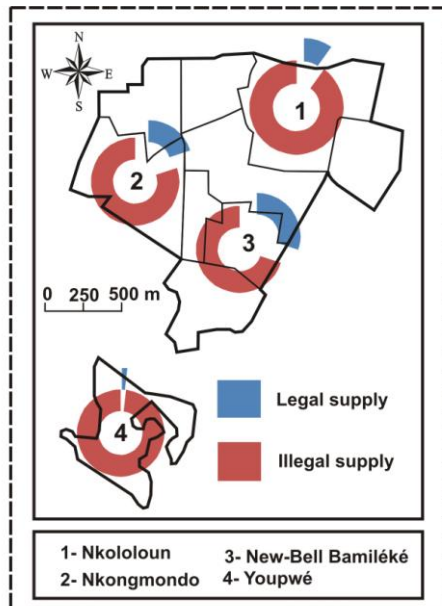 N
W E
S
1
2
3
0 250 500 m
4
Legal supply
Illegal supply
1- Nkololoun 3- New-Bell Bamiléké
2- Nkongmondo 4- Youpwé